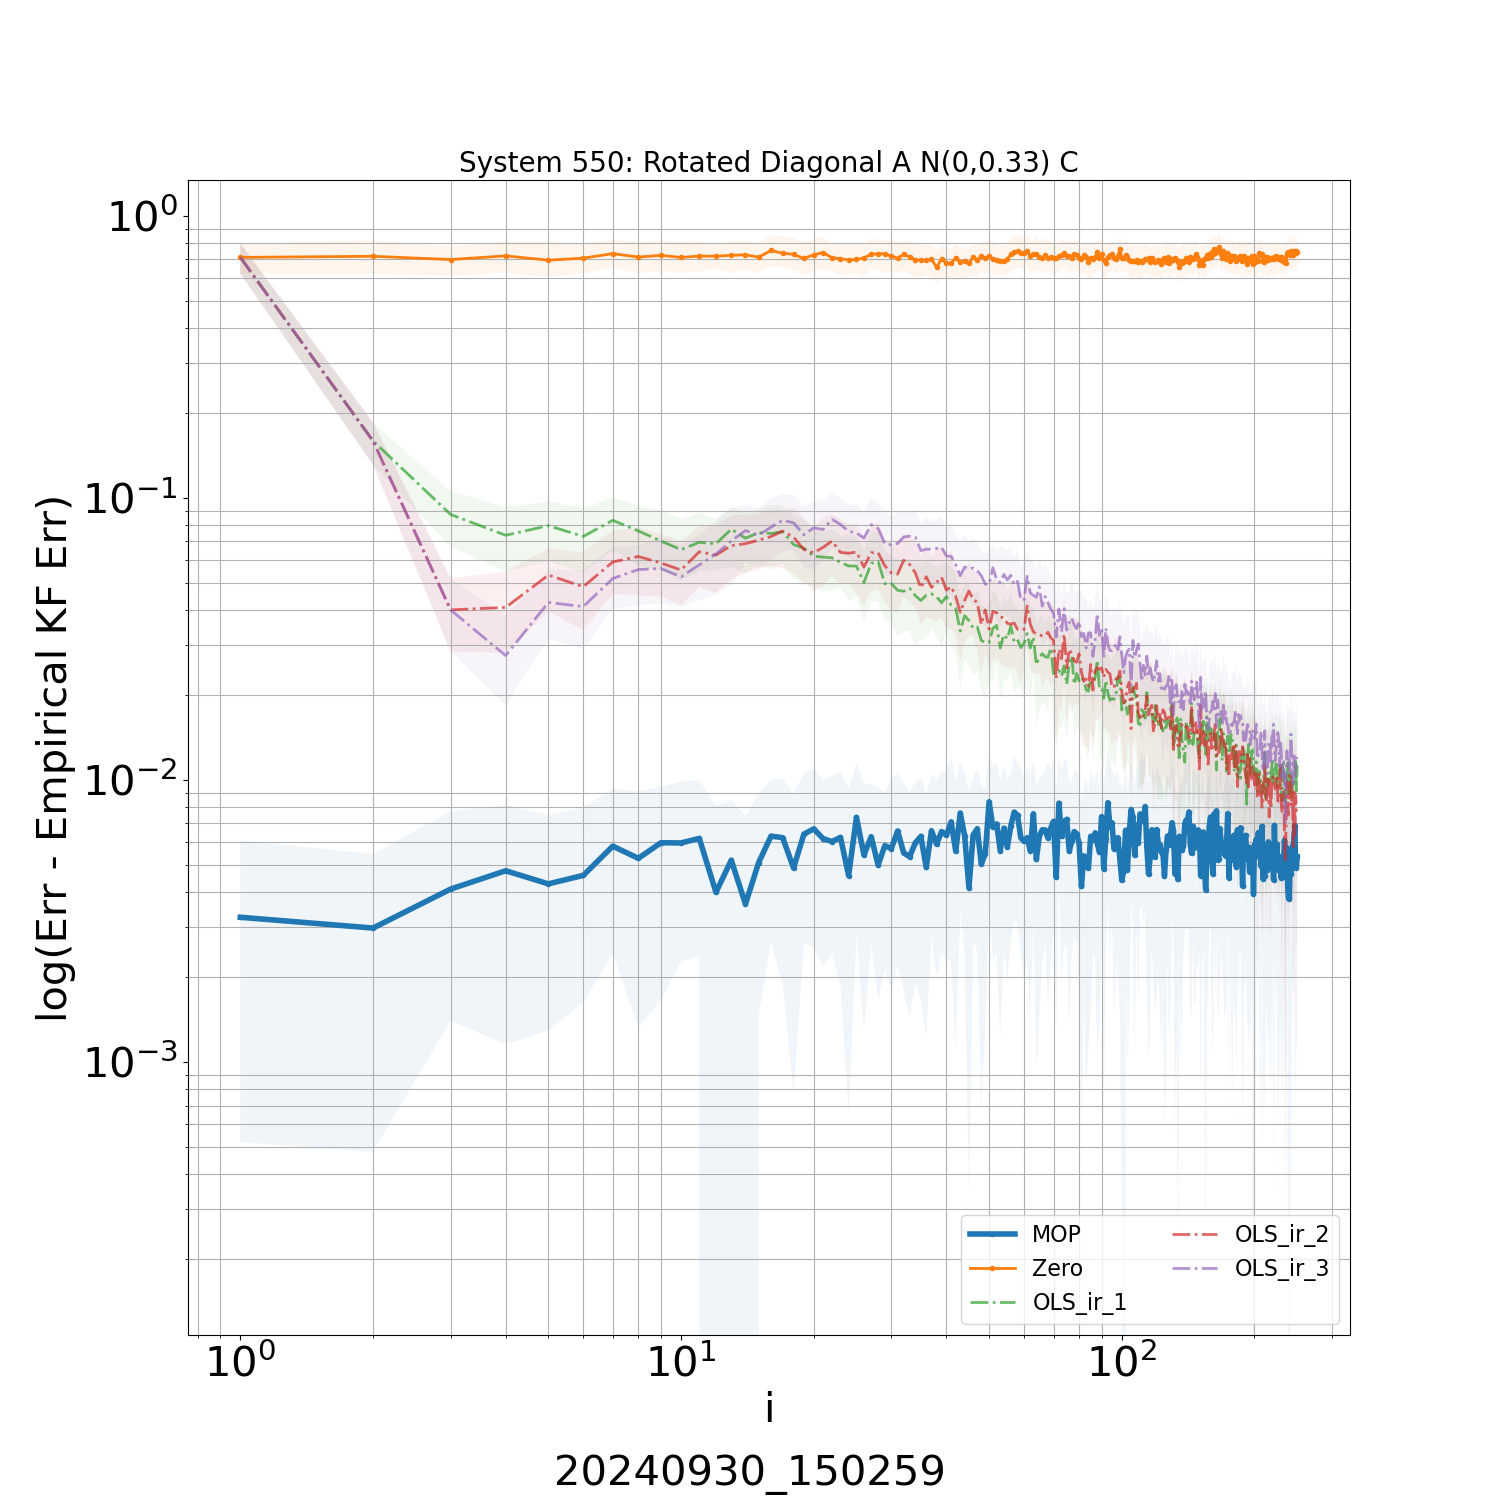 System 550: Rotated Diagonal A N(0,0.33) C
log(Err - Empirical KF Err)
10⁰
10⁻¹
10⁻²
10⁻³
MOP
Zero
OLS_ir_1
OLS_ir_2
OLS_ir_3
10⁰ 10¹ 10²
i
20240930_150259